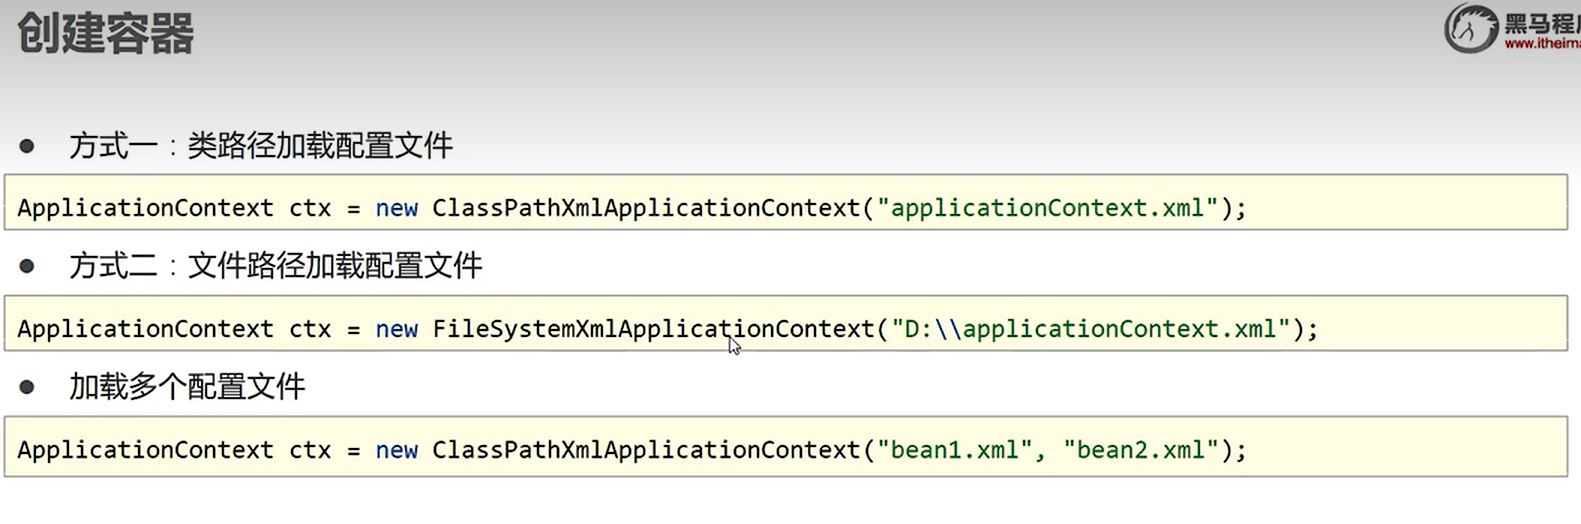 创建容器
黑马程
www.itheima
● 方式一：类路径加载配置文件
ApplicationContext ctx = new ClassPathXmlApplicationContext("applicationContext.xml");
● 方式二：文件路径加载配置文件
ApplicationContext ctx = new FileSystemXmlApplicationContext("D:\\applicationContext.xml");
● 加载多个配置文件
ApplicationContext ctx = new ClassPathXmlApplicationContext("bean1.xml", "bean2.xml");